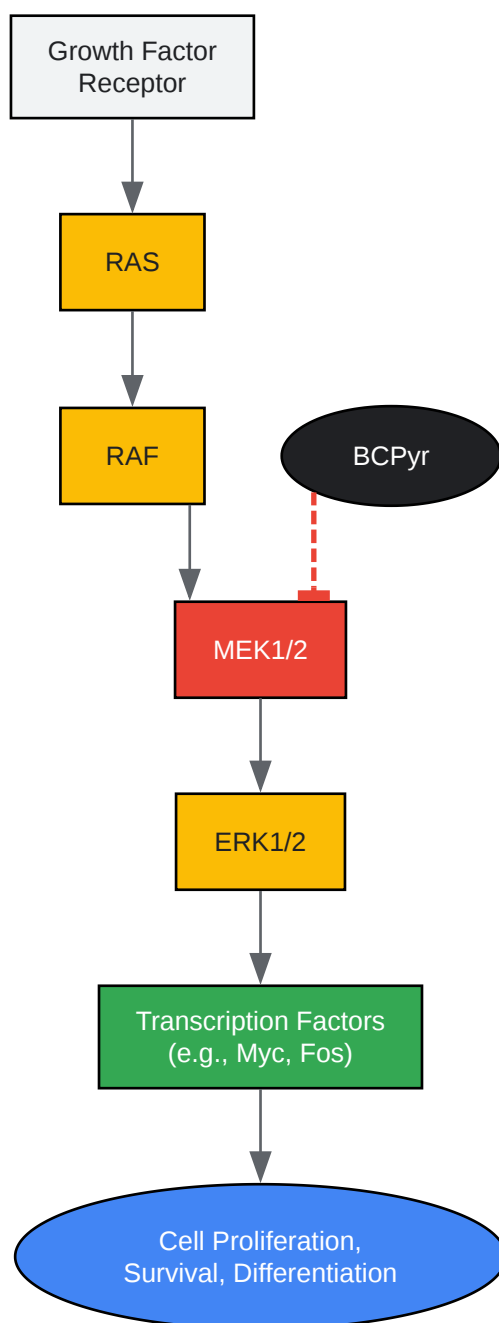 Growth Factor
Receptor
RAS
RAF
BCPyr
MEK1/2
ERK1/2
Transcription Factors
(e.g., Myc, Fos)
Cell Proliferation,
Survival, Differentiation